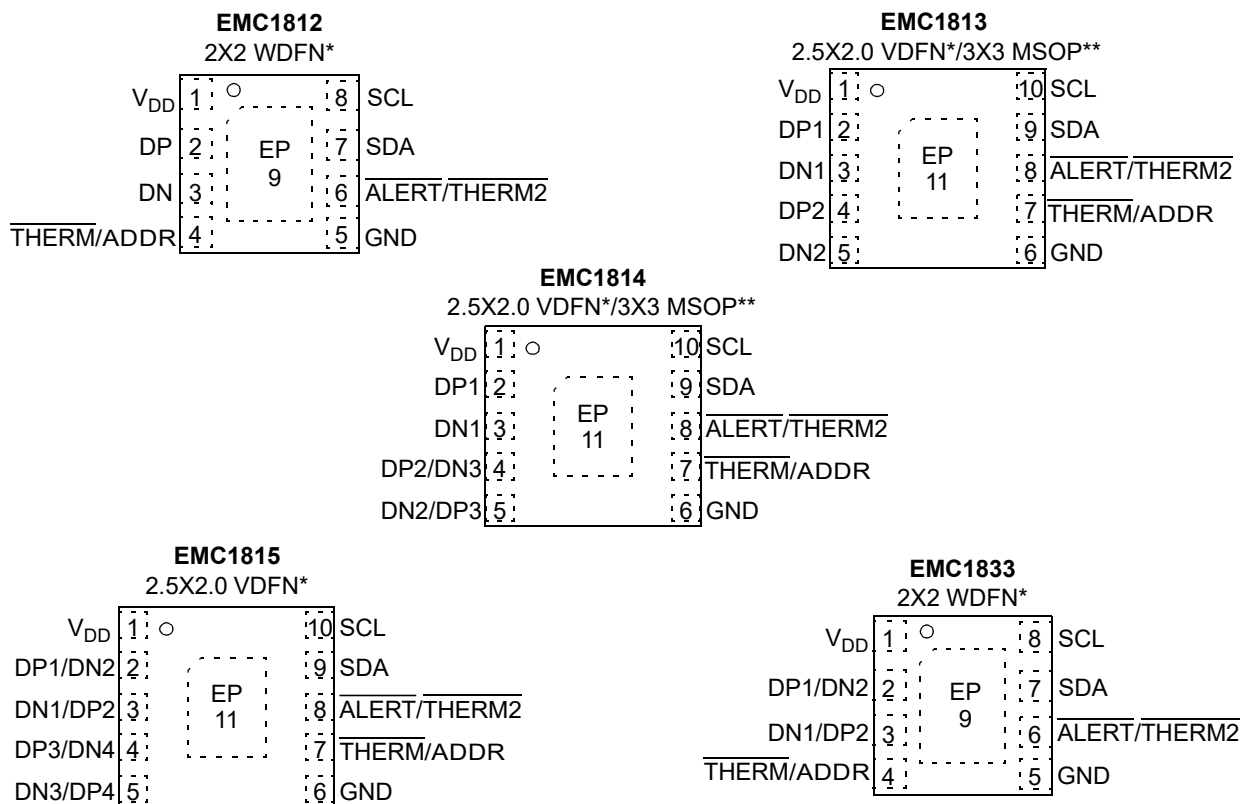 EMC1812
2X2 WDFN*
VDD 1 8 SCL
DP 2 EP 7 SDA
9
DN 3 6 ALERT/THERM2
THERM/ADDR 4 5 GND
EMC1813
2.5X2.0 VDFN*/3X3 MSOP**
VDD 1 10 SCL
DP1 2 9 SDA
EP
DN1 3 11 8 ALERT/THERM2
DP2 4 7 THERM/ADDR
DN2 5 6 GND
EMC1814
2.5X2.0 VDFN*/3X3 MSOP**
VDD 1 10 SCL
DP1 2 9 SDA
EP
DN1 3 11 8 ALERT/THERM2
DP2/DN3 4 7 THERM/ADDR
DN2/DP3 5 6 GND
EMC1815
2.5X2.0 VDFN*
VDD 1 10 SCL
DP1/DN2 2 9 SDA
EP
DN1/DP2 3 11 8 ALERT/THERM2
DP3/DN4 4 7 THERM/ADDR
DN3/DP4 5 6 GND
EMC1833
2X2 WDFN*
VDD 1 8 SCL
DP1/DN2 2 EP 7 SDA
9
DN1/DP2 3 6 ALERT/THERM2
THERM/ADDR 4 5 GND